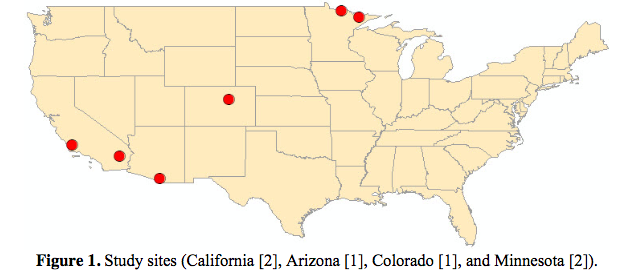 Figure 1. Study sites (California [2], Arizona [1], Colorado [1], and Minnesota [2]).